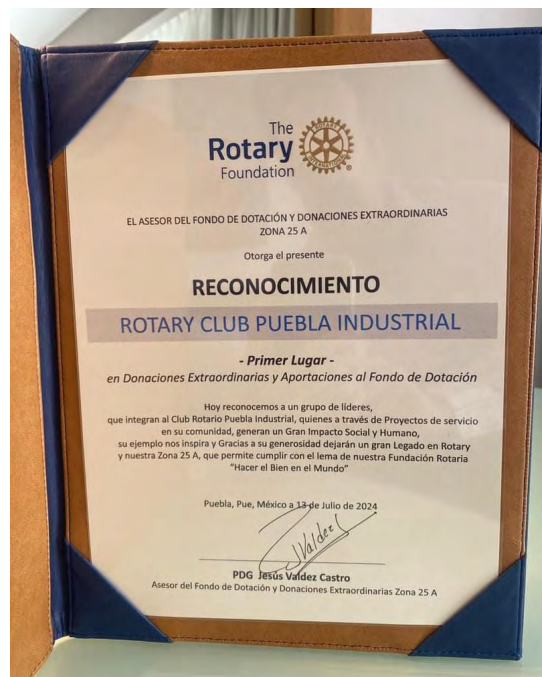 The
Rotary
Foundation
ROTARY
INTERNATIONAL
EL ASESOR DEL FONDO DE DOTACIÓN Y DONACIONES EXTRAORDINARIAS
ZONA 25 A
Otorga el presente
RECONOCIMIENTO
ROTARY CLUB PUEBLA INDUSTRIAL
- Primer Lugar -
en Donaciones Extraordinarias y Aportaciones al Fondo de Dotación
Hoy reconocemos a un grupo de líderes,
que integran al Club Rotario Puebla Industrial, quienes a través de Proyectos de servicio
en su comunidad, generan un Gran Impacto Social y Humano,
su ejemplo nos inspira y Gracias a su generosidad dejarán un gran Legado en Rotary
y nuestra Zona 25 A, que permite cumplir con el lema de nuestra Fundación Rotaria
“Hacer el Bien en el Mundo”
Puebla, Pue, México a 13 de Julio de 2024
JValdez
PDG Jesús Valdez Castro
Asesor del Fondo de Dotación y Donaciones Extraordinarias Zona 25 A